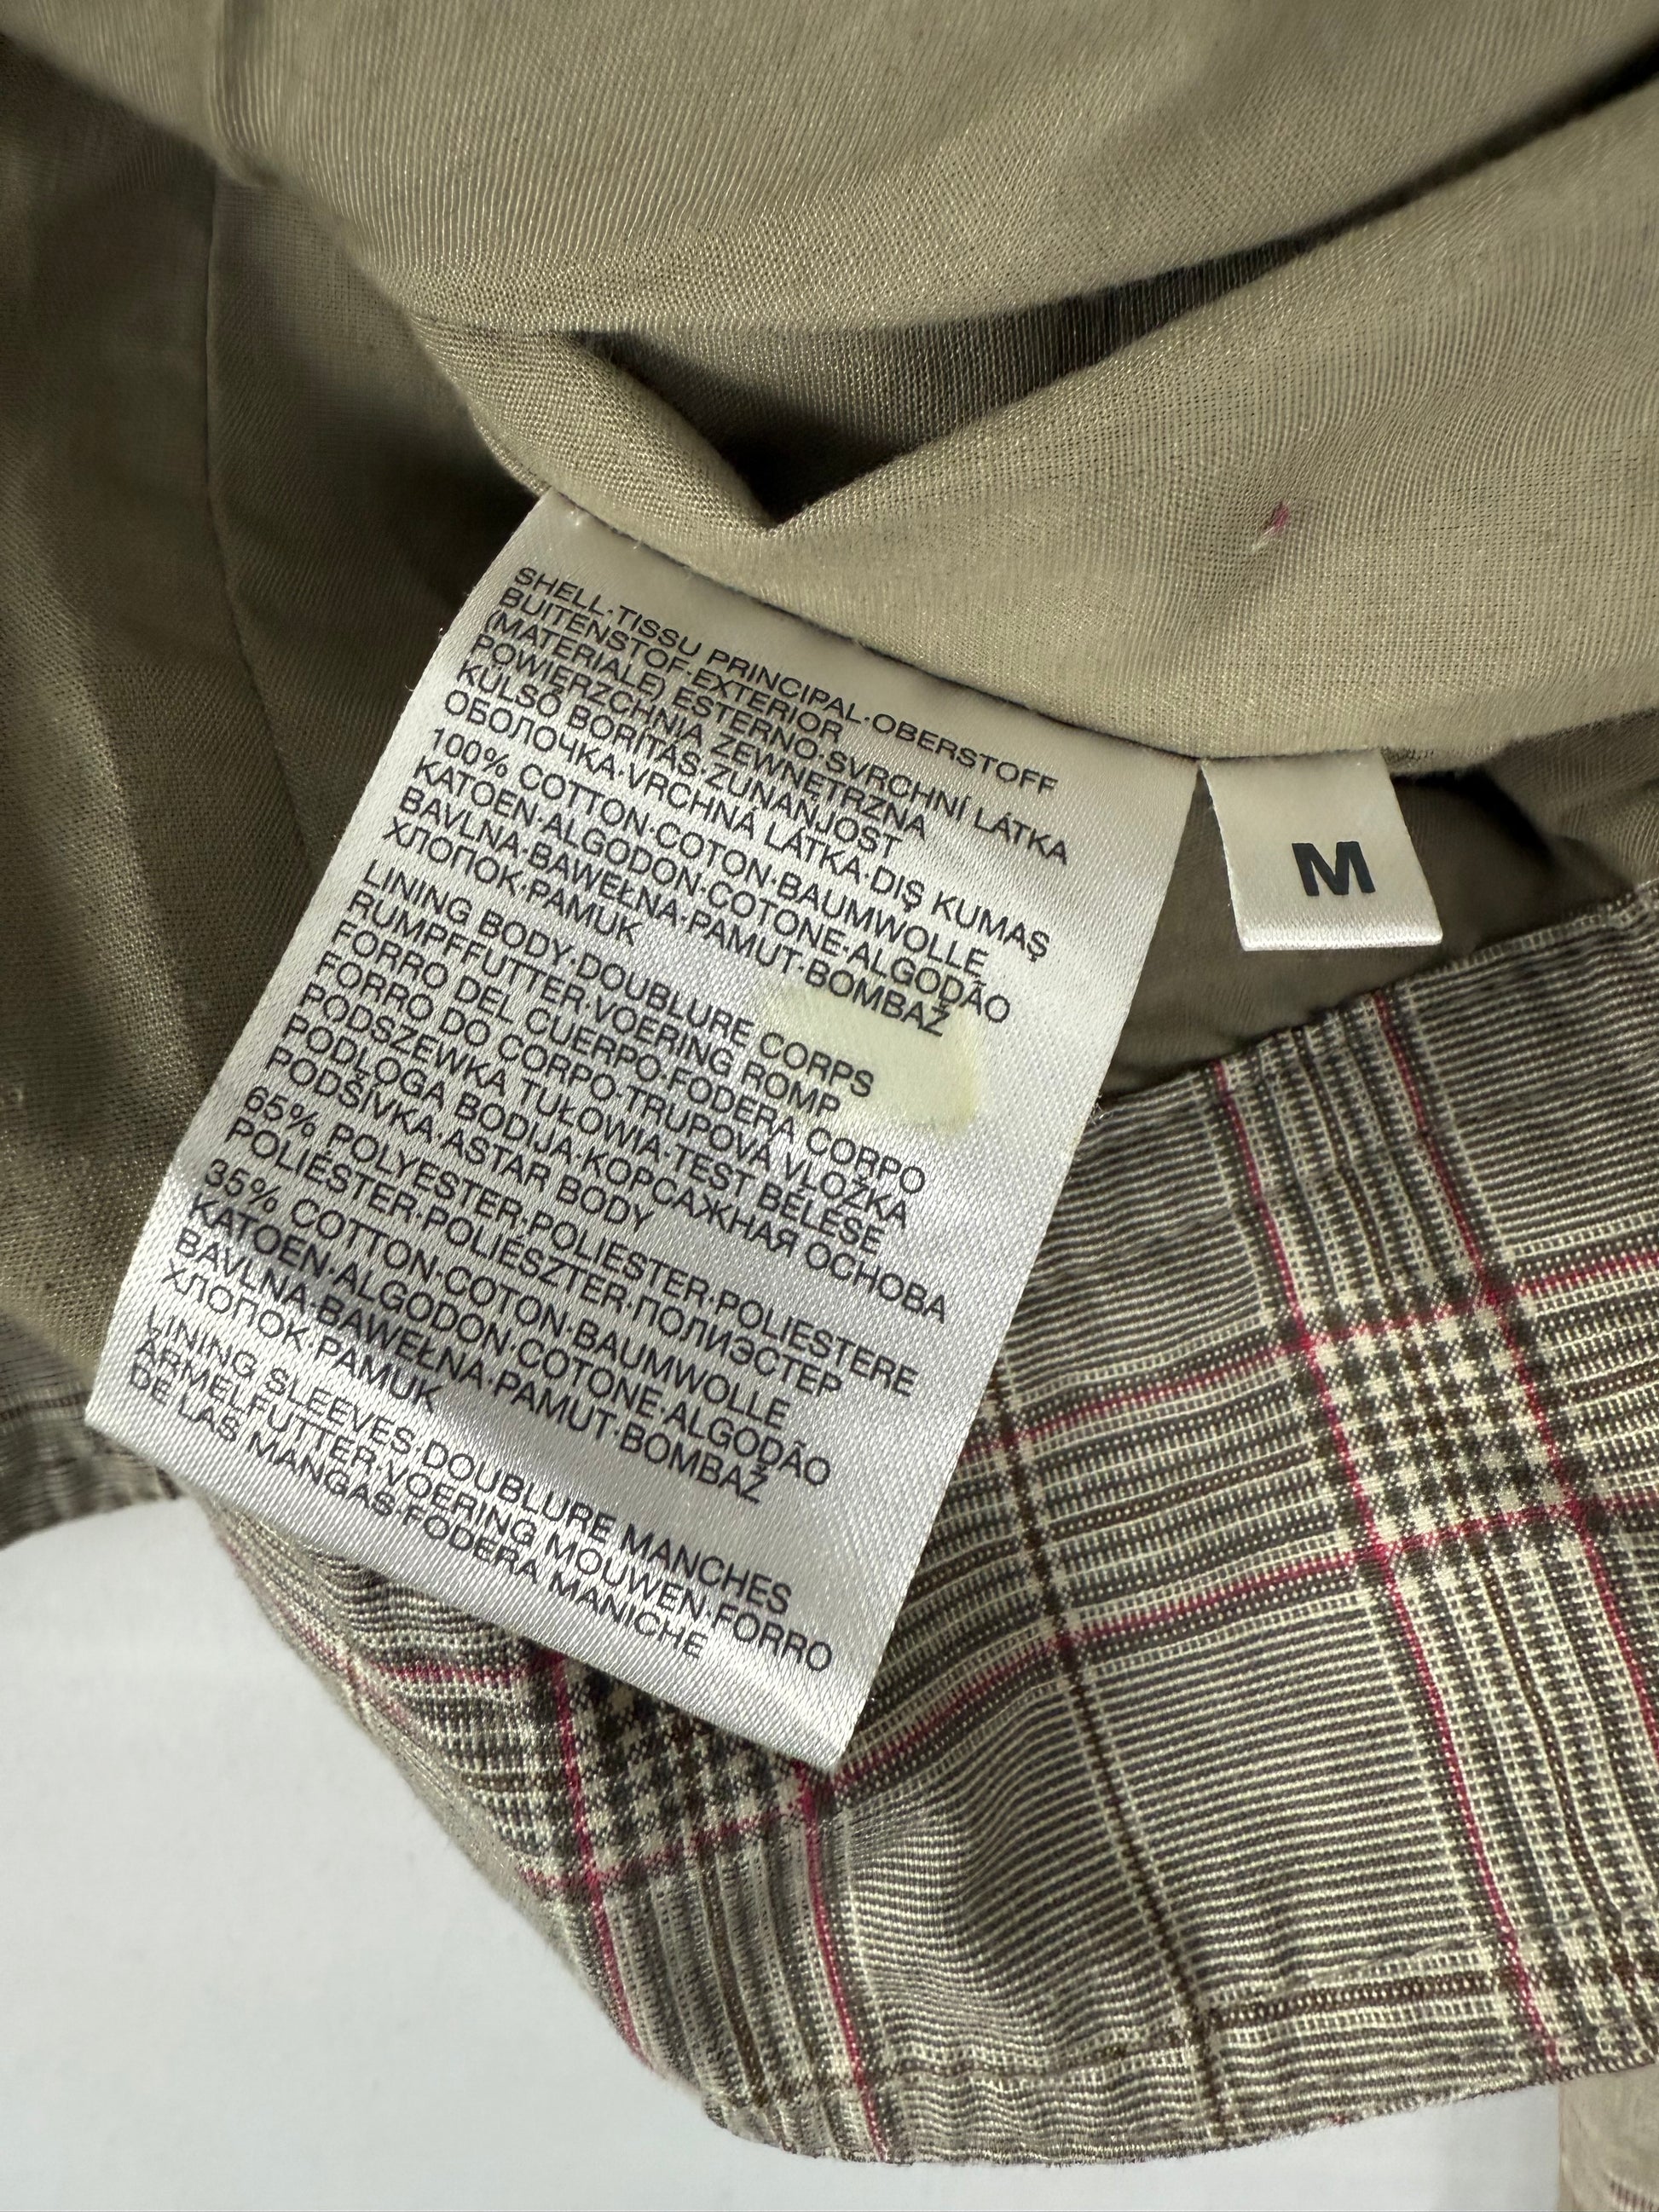 SHELL·TISSU PRINCIPAL·OBERSTOFF
BUITENSTOF·EXTERIOR
(MATERIALE) ESTERNO·SVRCHNÍ LÁTKA
POWIERZCHNIA ZEWNĘTRZNA
KÜLSŐ BORÍTÁS·ZUNANJOST
ОБОЛОЧКА·VRCHNÁ LÁTKA·DIŞ KUMAŞ
100% COTTON·COTON·BAUMWOLLE
KATOEN·ALGODON·COTONE·ALGODÃO
BAVLNA·BAWEŁNA·PAMUT·BOMBAŽ
ХЛОПОК·PAMUK
LINING BODY·DOUBLURE CORPS
RUMPFFUTTER·VOERING ROMP
FORRO DEL CUERPO·FODERA CORPO
FORRO DO CORPO·TRUPOVÁ VLOŽKA
PODSZEWKA TUŁOWIA·TEST BÉLÉSE
PODLOGA BODIJA·КОРСАЖНАЯ ОСНОВА
PODŠÍVKA·ASTAR BODY
65% POLYESTER·POLIESTER·POLIESTERE
POLIÉSTER·POLIÉSZTER·ПОЛИЭСТЕР
35% COTTON·COTON·BAUMWOLLE
KATOEN·ALGODON·COTONE·ALGODÃO
BAVLNA·BAWEŁNA·PAMUT·BOMBAŽ
ХЛОПОК·PAMUK
LINING SLEEVES·DOUBLURE MANCHES
ÄRMELFUTTER·VOERING MOUWEN·FORRO
DE LAS MANGAS·FODERA MANICHE
M